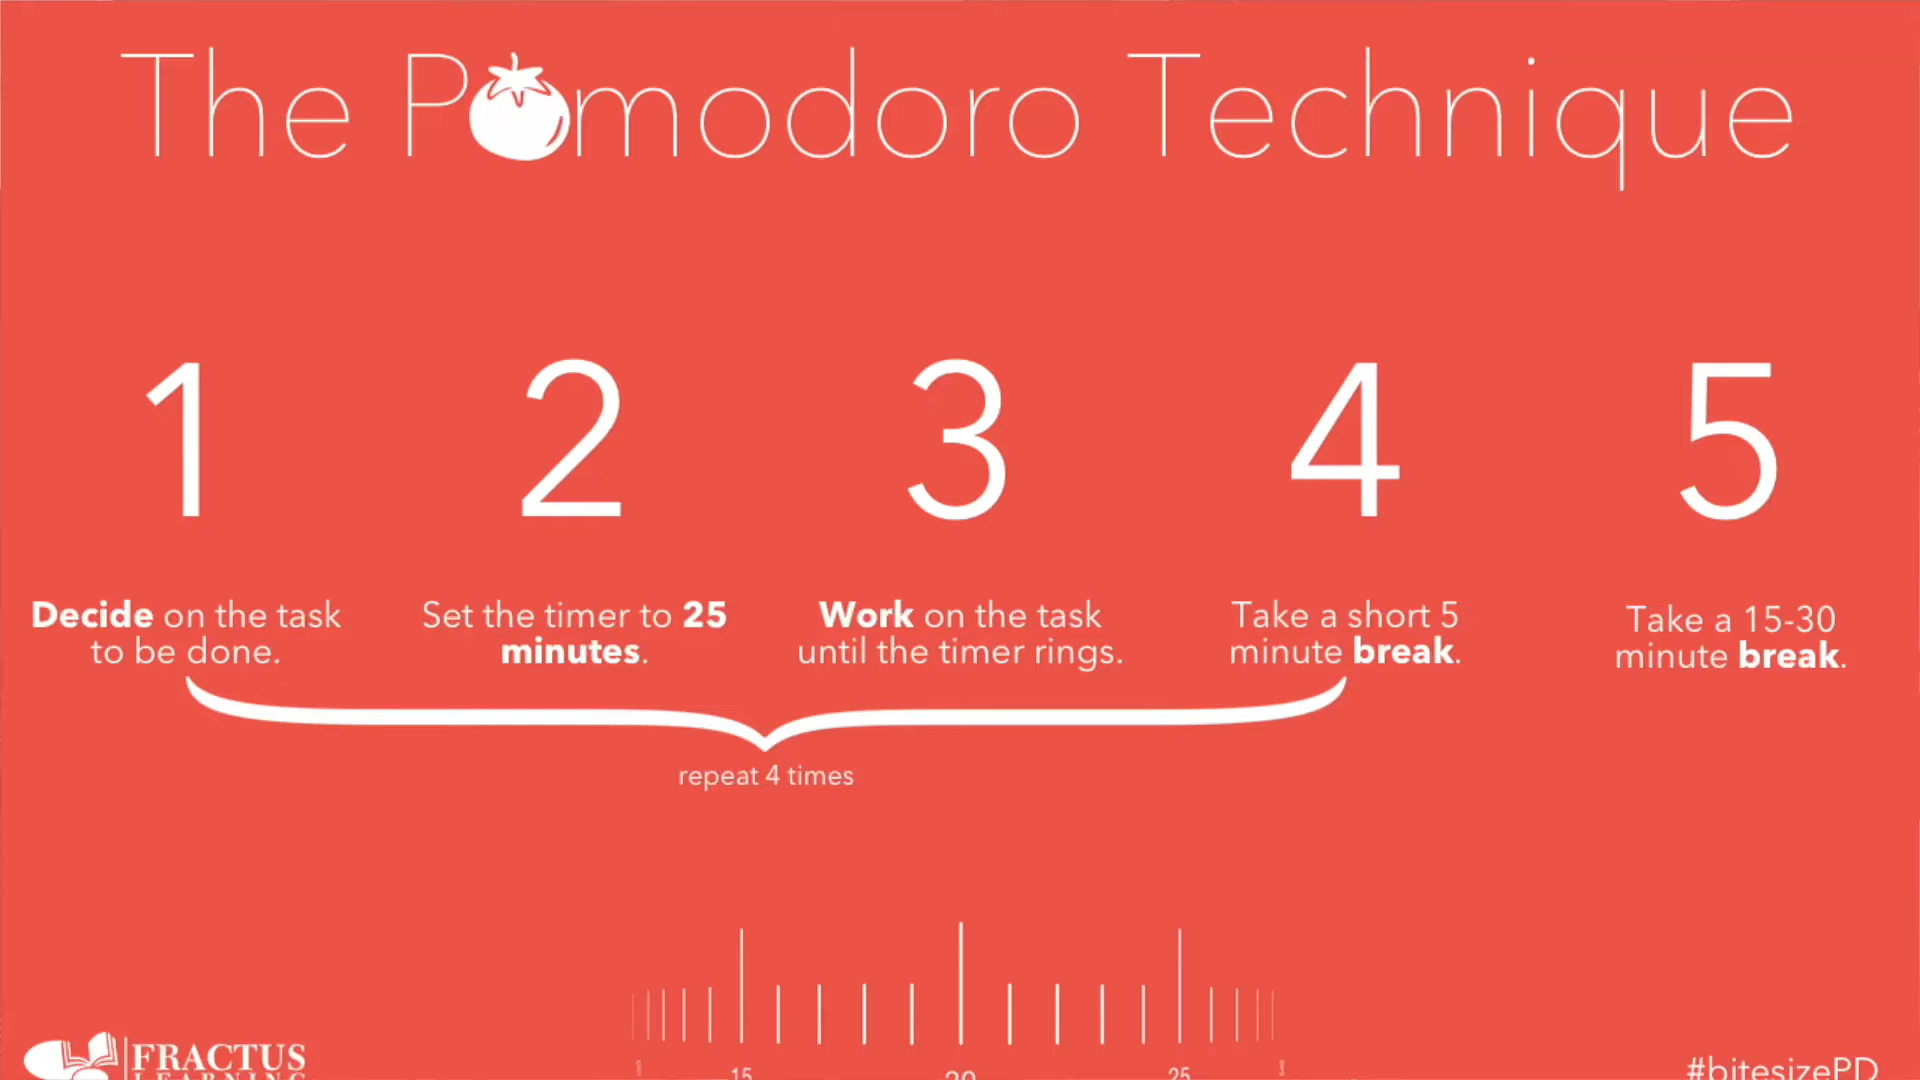 The Pomodoro Technique
1
2
3
4
5
Decide on the task
to be done.
Set the timer to 25
minutes.
Work on the task
until the timer rings.
Take a short 5
minute break.
Take a 15-30
minute break.
repeat 4 times
FRACTUS
LEARNING
15
20
25
#bitesizePD